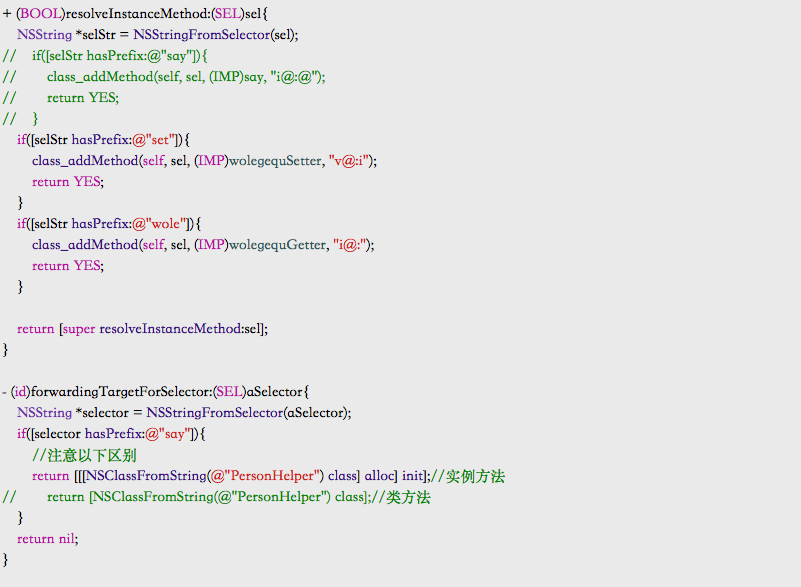 + (BOOL)resolveInstanceMethod:(SEL)sel{
    NSString *selStr = NSStringFromSelector(sel);
//    if([selStr hasPrefix:@"say"]){
//        class_addMethod(self, sel, (IMP)say, "i@:@");
//        return YES;
//    }
    if([selStr hasPrefix:@"set"]){
        class_addMethod(self, sel, (IMP)wolegequSetter, "v@:i");
        return YES;
    }
    if([selStr hasPrefix:@"wole"]){
        class_addMethod(self, sel, (IMP)wolegequGetter, "i@:");
        return YES;
    }
    return [super resolveInstanceMethod:sel];
}
- (id)forwardingTargetForSelector:(SEL)aSelector{
    NSString *selector = NSStringFromSelector(aSelector);
    if([selector hasPrefix:@"say"]){
        //注意以下区别
        return [[[NSClassFromString(@"PersonHelper") class] alloc] init];//实例方法
//        return [NSClassFromString(@"PersonHelper") class];//类方法
    }
    return nil;
}